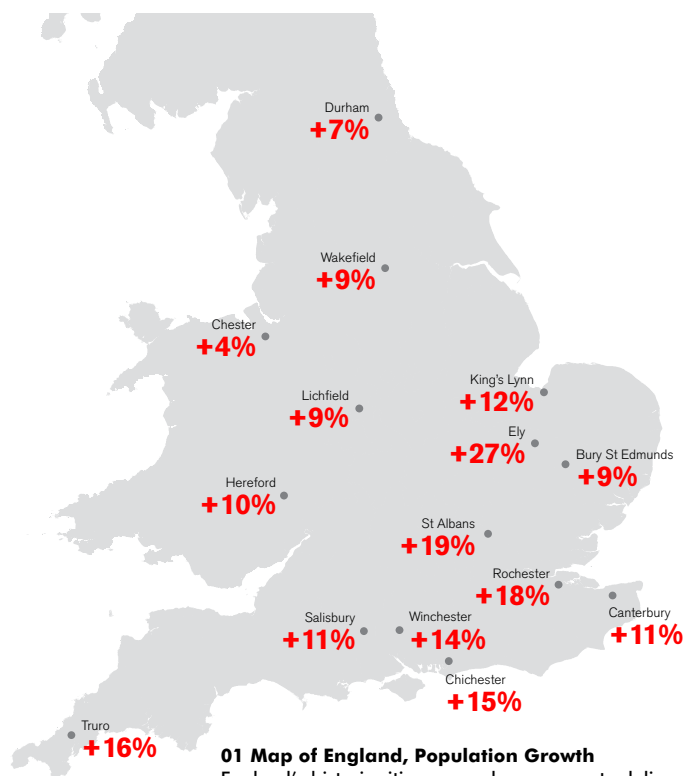 Durham
+7%
Wakefield
+9%
Chester
+4%
King's Lynn
+12%
Lichfield
+9%
Ely
+27%
Bury St Edmunds
+9%
Hereford
+10%
St Albans
+19%
Rochester
+18%
Canterbury
+11%
Salisbury
+11%
Winchester
+14%
Chichester
+15%
Truro
+16%
01 Map of England, Population Growth